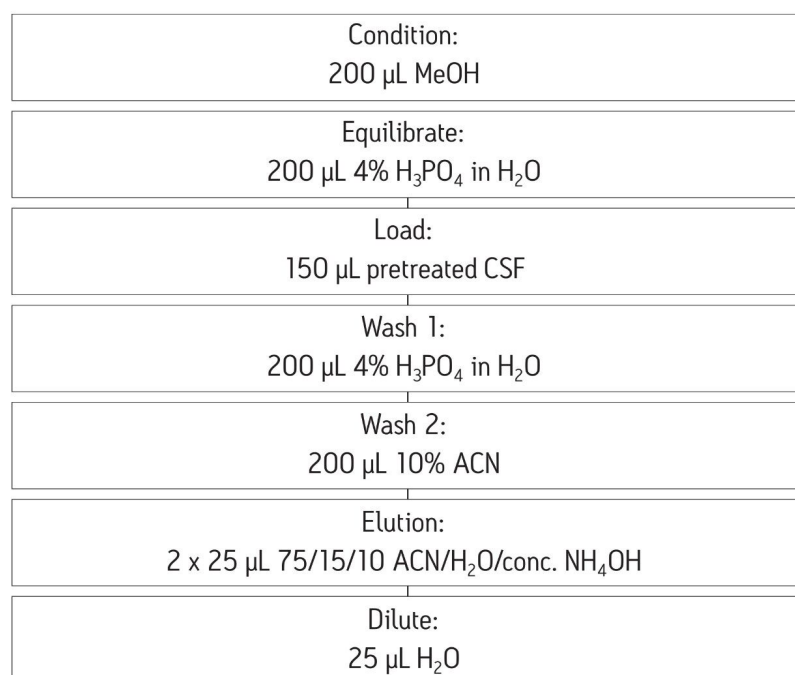 Condition:
200 µL MeOH
Equilibrate:
200 µL 4% H₃PO₄ in H₂O
Load:
150 µL pretreated CSF
Wash 1:
200 µL 4% H₃PO₄ in H₂O
Wash 2:
200 µL 10% ACN
Elution:
2 x 25 µL 75/15/10 ACN/H₂O/conc. NH₄OH
Dilute:
25 µL H₂O